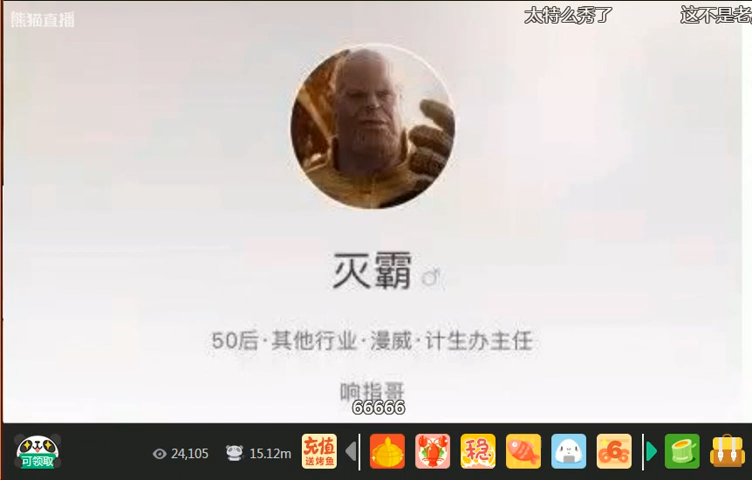 熊猫直播
太特么秀了
这不是老
灭霸♂
50后·其他行业·漫威·计生办主任
响指哥
66666
可领取
24,105
15.12m
充值
送烤鱼
稳
6